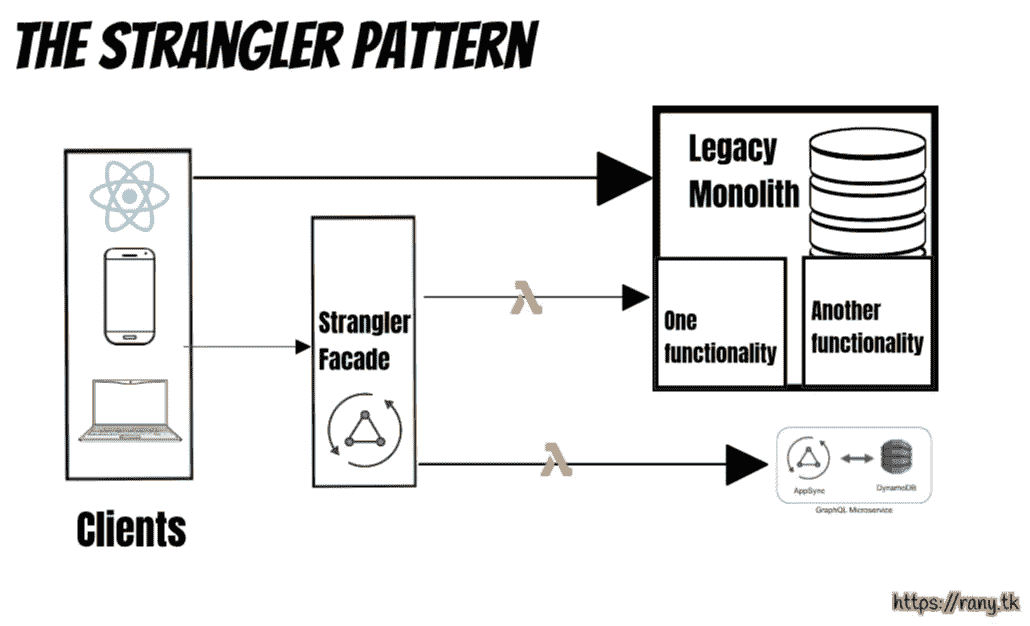 THE STRANGLER PATTERN
Legacy
Monolith
One
functionality
Another
functionality
Strangler
Facade
AppSync
DynamoDB
GraphQL Microservice
Clients
https://rany.tk